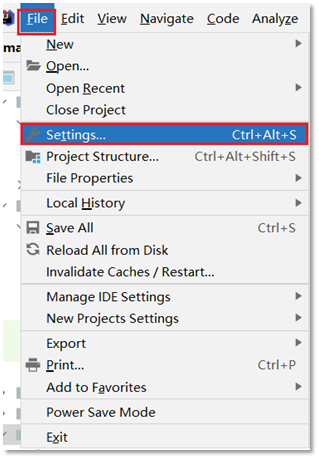 File Edit View Navigate Code Analyze
ma
New
Open...
Open Recent
Close Project
Settings... Ctrl+Alt+S
Project Structure... Ctrl+Alt+Shift+S
File Properties
Local History
Save All Ctrl+S
Reload All from Disk
Invalidate Caches / Restart...
Manage IDE Settings
New Projects Settings
Export
Print... Ctrl+P
Add to Favorites
Power Save Mode
Exit